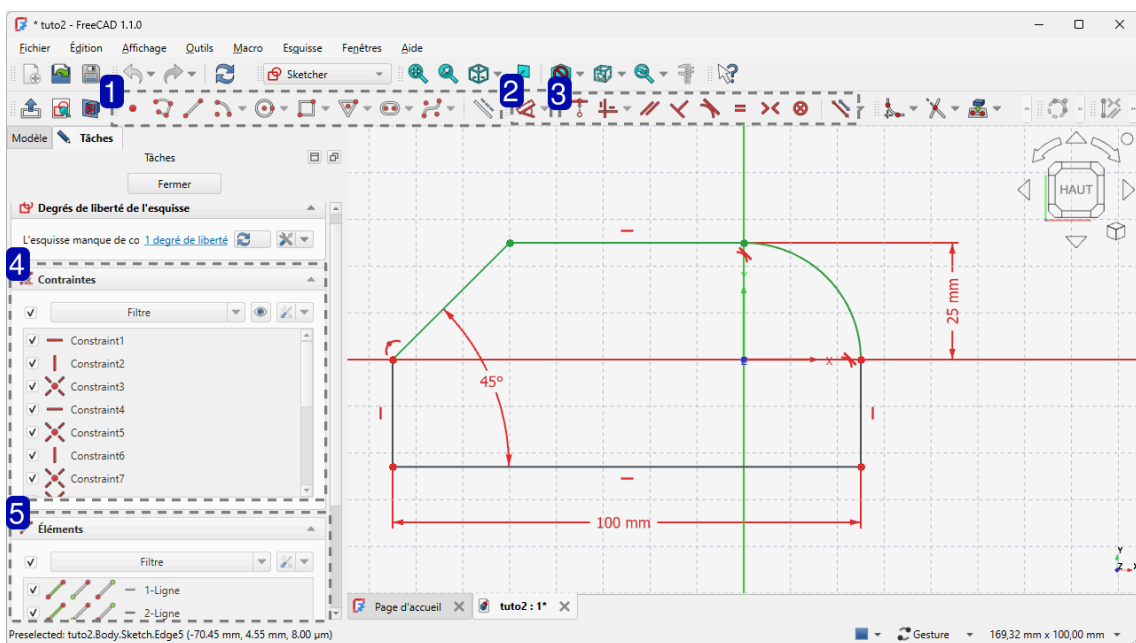 * tuto2 - FreeCAD 1.1.0
Fichier Édition Affichage Outils Macro Esquisse Fenêtres Aide
Sketcher
1
2
3
Modèle Tâches
Tâches
Fermer
Degrés de liberté de l'esquisse
L'esquisse manque de co 1 degré de liberté
4
Contraintes
Filtre
Constraint1
Constraint2
Constraint3
Constraint4
Constraint5
Constraint6
Constraint7
5
Éléments
Filtre
1-Ligne
2-Ligne
HAUT
25 mm
Y
X
45°
100 mm
Y
Z X
Page d'accueil tuto2 : 1*
Preselected: tuto2.Body.Sketch.Edge5 (-70.45 mm, 4.55 mm, 8.00 µm) Gesture 169,32 mm x 100,00 mm